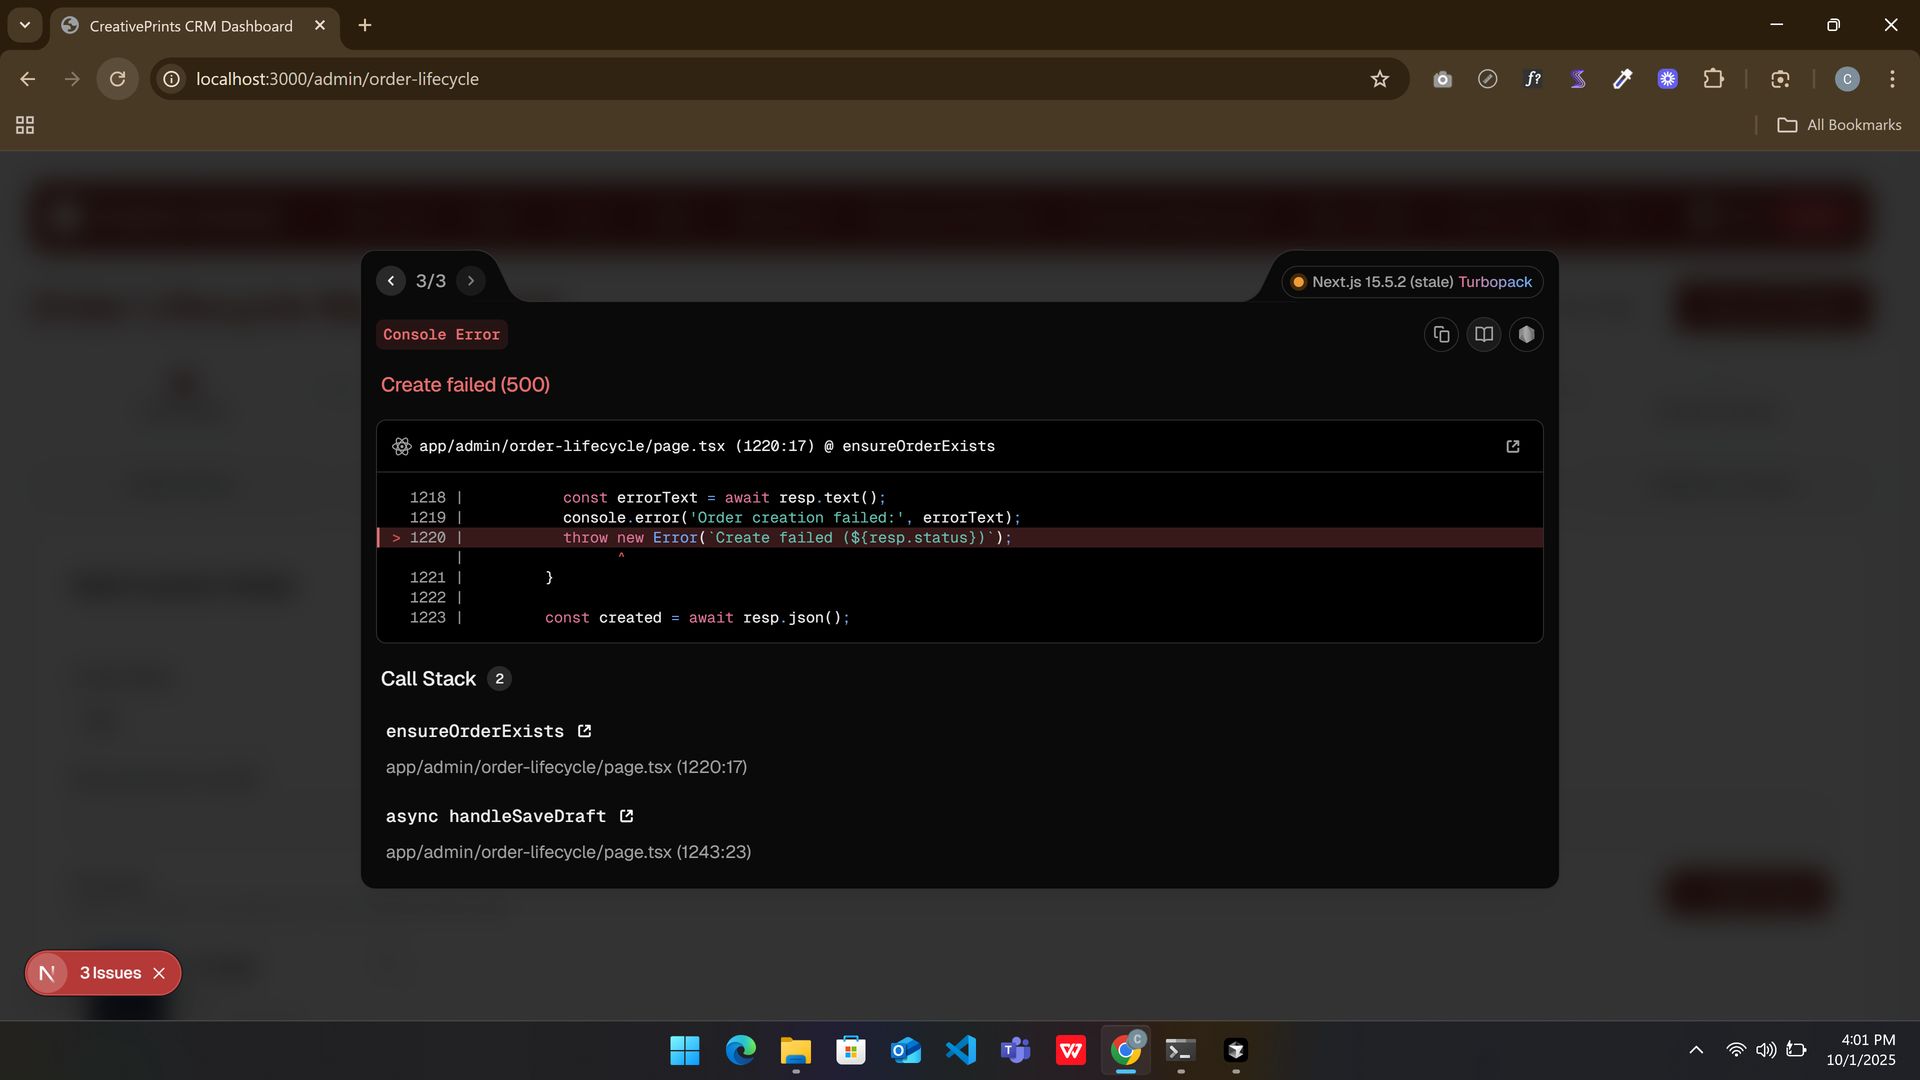 CreativePrints CRM Dashboard
localhost:3000/admin/order-lifecycle
f?
C
All Bookmarks
3/3
Next.js 15.5.2 (stale) Turbopack
Console Error
Create failed (500)
app/admin/order-lifecycle/page.tsx (1220:17) @ ensureOrderExists
1218 | const errorText = await resp.text();
1219 | console.error('Order creation failed:', errorText);
> 1220 | throw new Error(`Create failed (${resp.status})`);
| ^
1221 | }
1222 |
1223 | const created = await resp.json();
Call Stack 2
ensureOrderExists
app/admin/order-lifecycle/page.tsx (1220:17)
async handleSaveDraft
app/admin/order-lifecycle/page.tsx (1243:23)
N 3 Issues
C
4:01 PM
10/1/2025